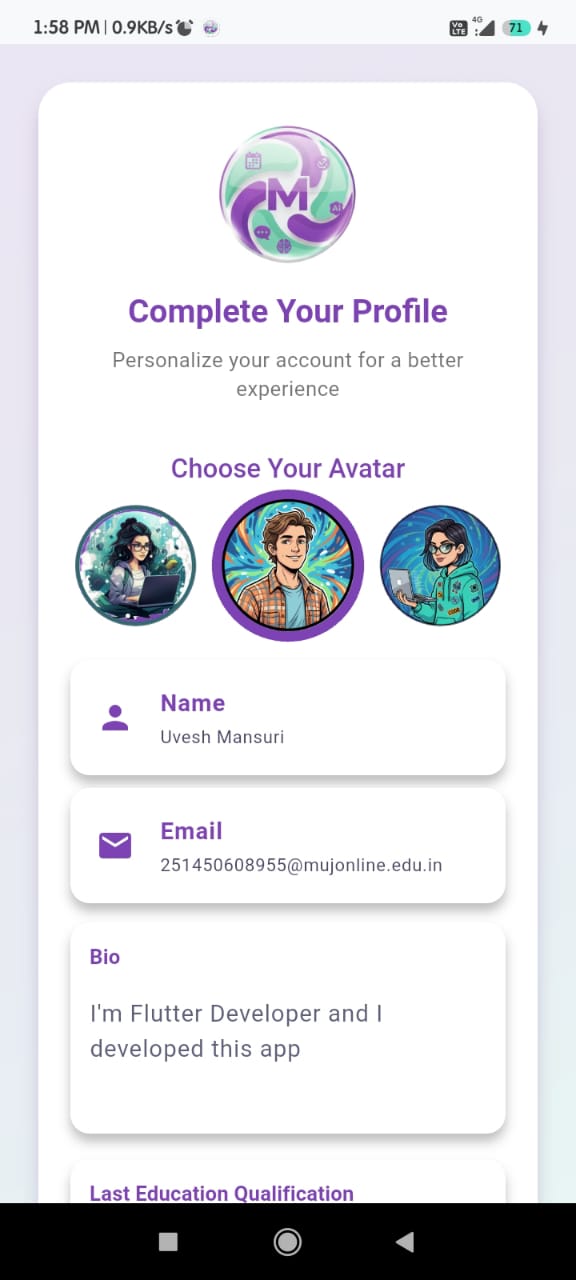 1:58 PM | 0.9KB/s
Vo LTE 4G 71
M
AI
Complete Your Profile
Personalize your account for a better
experience
Choose Your Avatar
Name
Uvesh Mansuri
Email
251450608955@mujonline.edu.in
Bio
I'm Flutter Developer and I
developed this app
Last Education Qualification